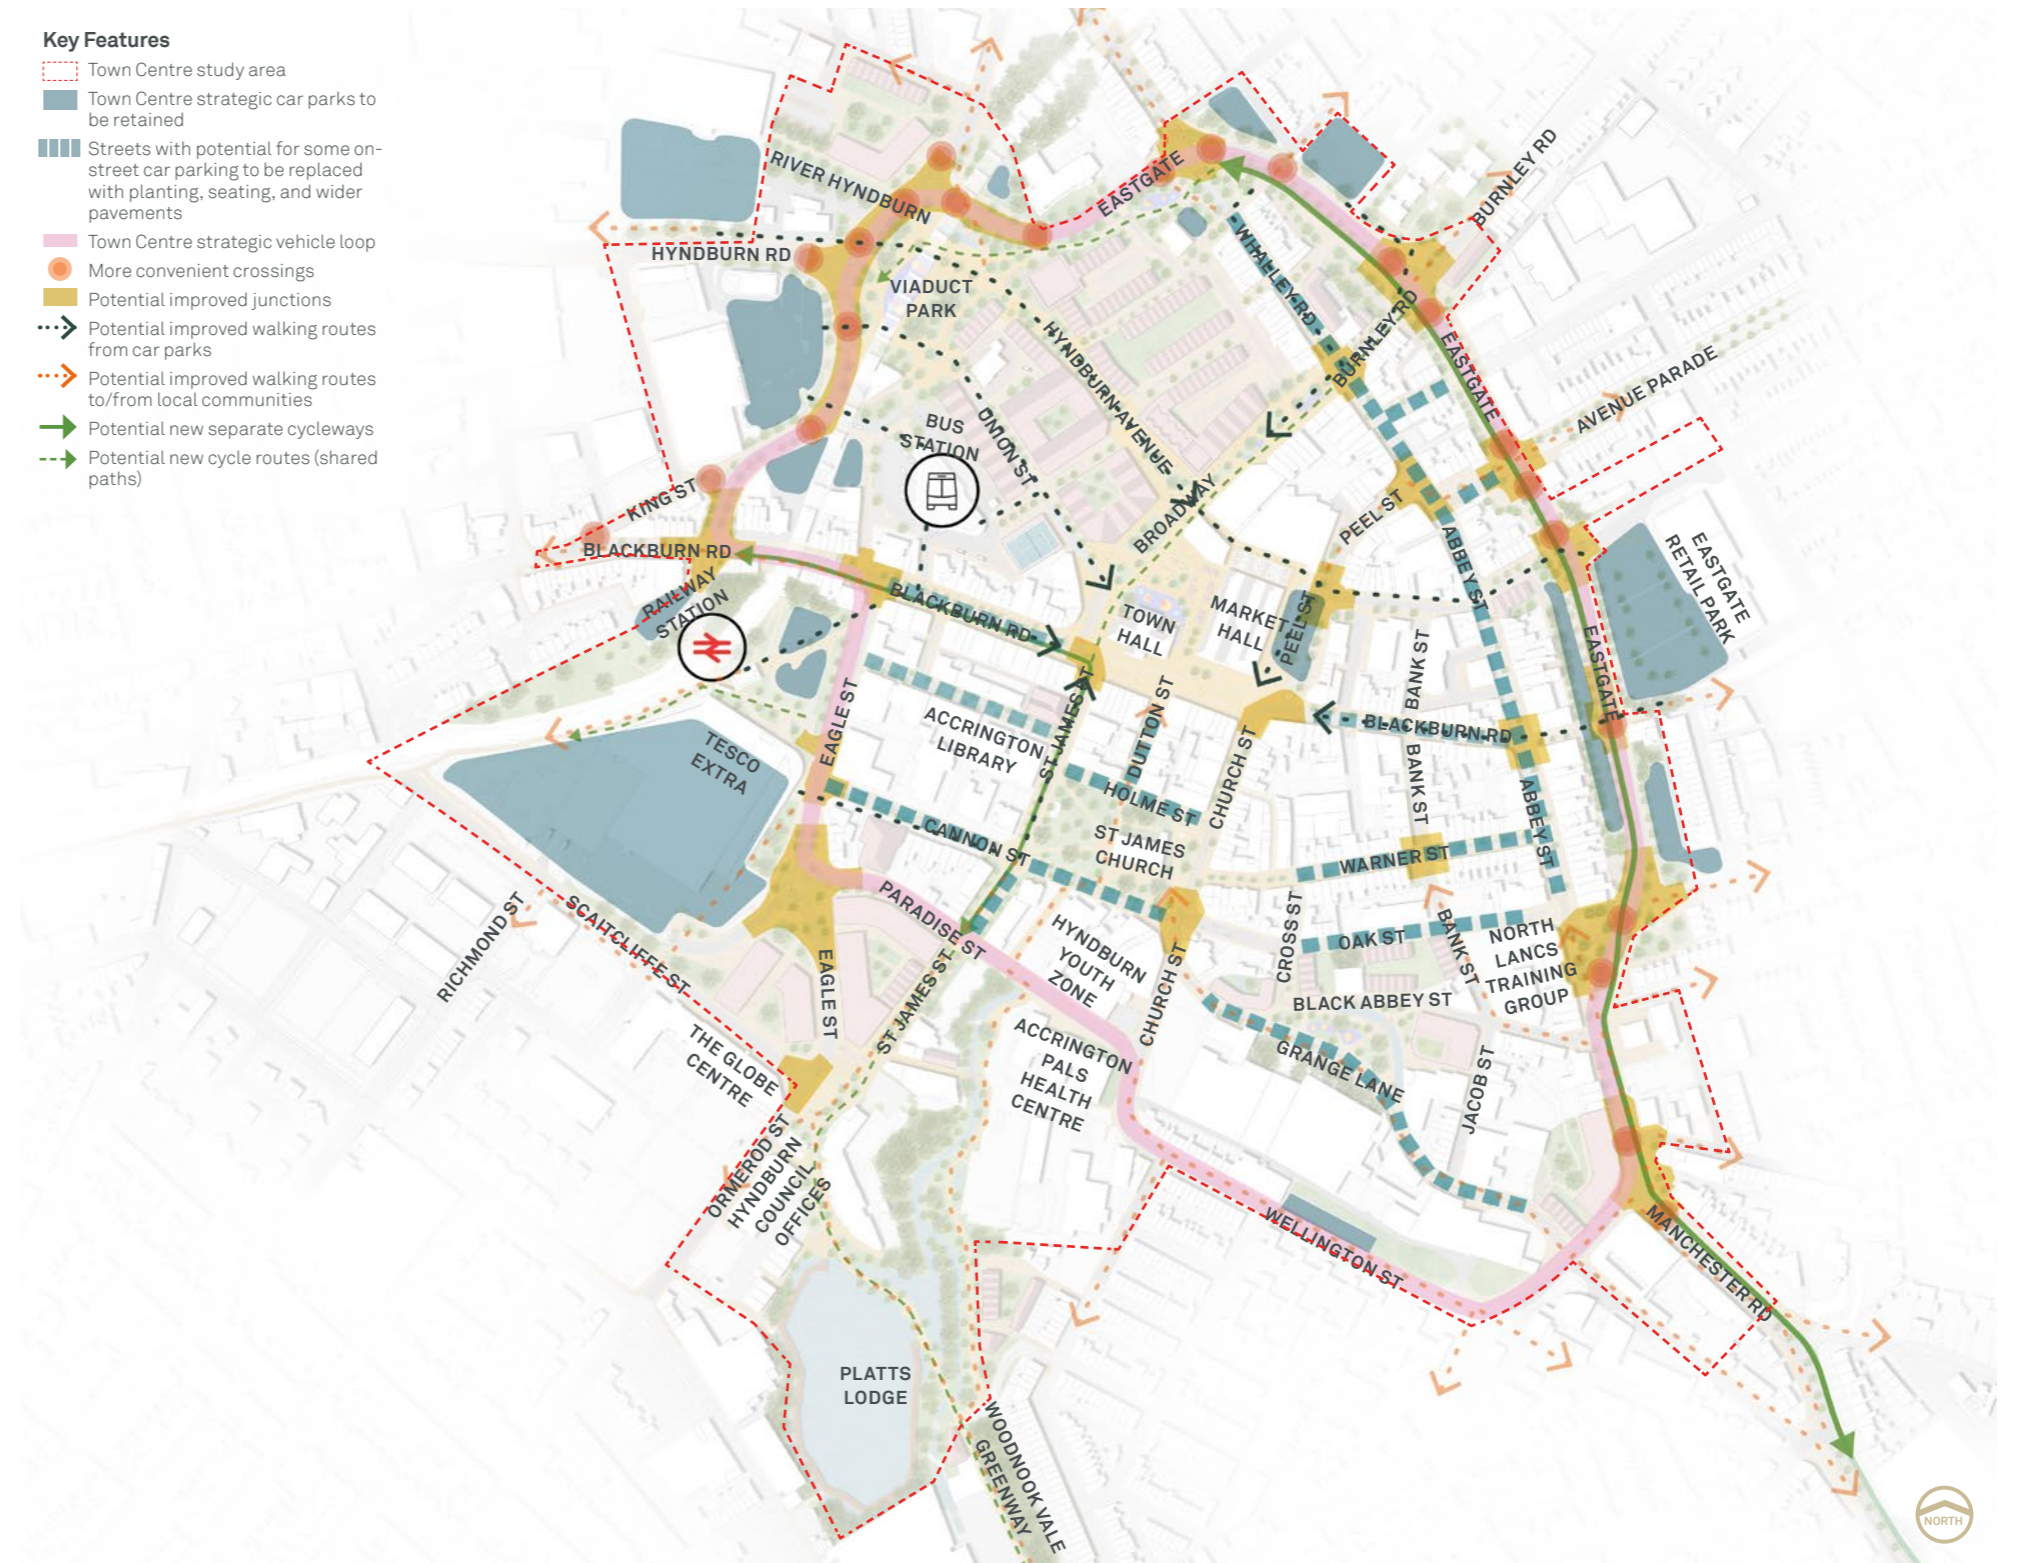 Key Features
Town Centre study area
Town Centre strategic car parks to
be retained
Streets with potential for some on-
street car parking to be replaced
with planting, seating, and wider
pavements
Town Centre strategic vehicle loop
More convenient crossings
Potential improved junctions
Potential improved walking routes
from car parks
Potential improved walking routes
to/from local communities
Potential new separate cycleways
Potential new cycle routes (shared
paths)
RIVER HYNDBURN
EASTGATE
BURNLEY RD
HYNDBURN RD
VIADUCT
PARK
WHALLEY RD
BURNLEY RD
HYNDBURN AVENUE
EASTGATE
AVENUE PARADE
BUS
STATION
UNION ST
KING ST
BROADWAY
PEEL ST
ABBEY ST
EASTGATE
RETAIL PARK
BLACKBURN RD
RAILWAY
STATION
BLACKBURN RD
TOWN
HALL
MARKET
HALL
PEEL ST
BANK ST
EASTGATE
EAGLE ST
ACCRINGTON
LIBRARY
ST JAMES ST
DUTTON ST
CHURCH ST
BLACKBURN RD
BANK ST
TESCO
EXTRA
HOLME ST
ABBEY ST
CANNON ST
ST JAMES
CHURCH
WARNER ST
RICHMOND ST
SCAITCLIFFE ST
PARADISE ST
HYNDBURN
YOUTH
ZONE
CROSS ST
OAK ST
BANK ST
NORTH
LANCS
TRAINING
GROUP
EAGLE ST
ST JAMES ST
CHURCH ST
BLACK ABBEY ST
THE GLOBE
CENTRE
ACCRINGTON
PALS
HEALTH
CENTRE
GRANGE LANE
JACOB ST
ORMEROD ST
HYNDBURN
COUNCIL
OFFICES
WELLINGTON ST
MANCHESTER RD
PLATTS
LODGE
WOODNOOK VALE
GREENWAY
NORTH